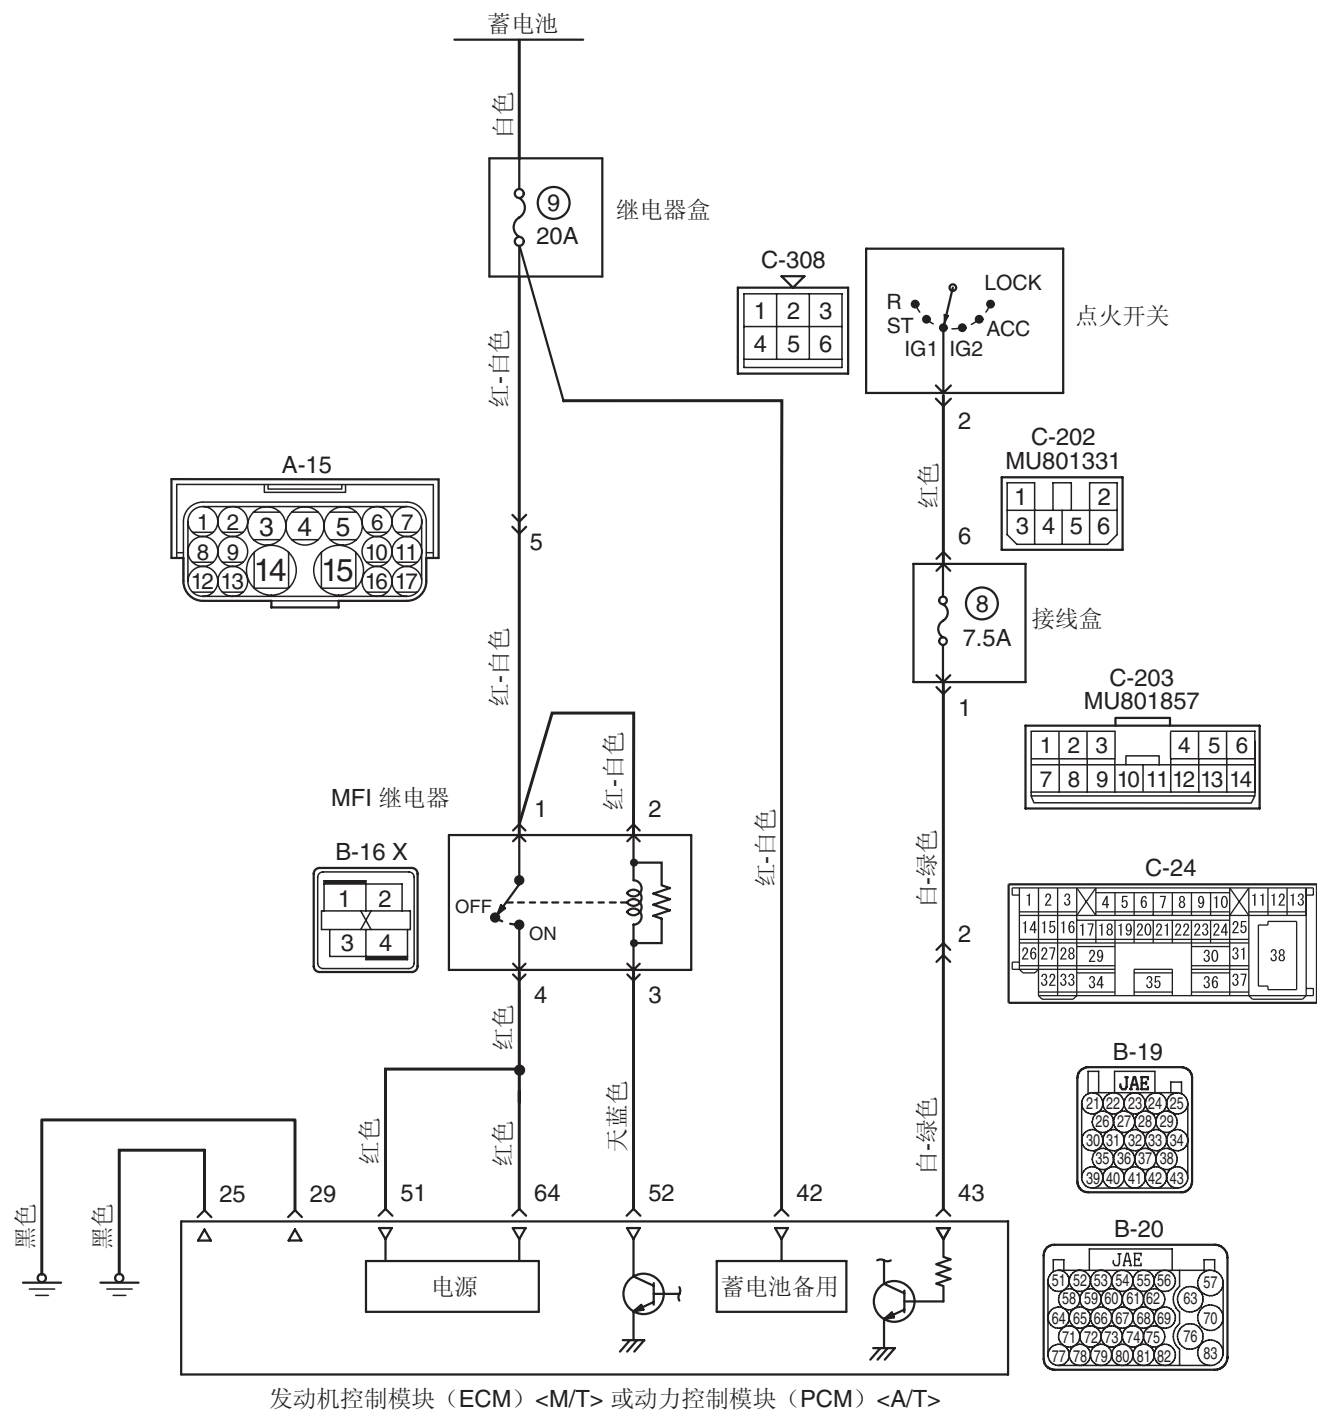 蓄电池
白色
9
20A
继电器盒
红-白色
C-308
1 2 3
4 5 6
LOCK
R
ST
ACC
IG1 IG2
点火开关
2
红色
C-202
MU801331
1 2
3 4 5 6
6
8
7.5A
接线盒
1
A-15
1 2 3 4 5 6 7
8 9 10 11
14 15
12 13 16 17
5
红-白色
C-203
MU801857
1 2 3 4 5 6
7 8 9 10 11 12 13 14
红-白色
MFI 继电器
1
2
B-16 X
1 2
3 4
OFF
ON
4
3
红-白色
白-绿色
2
C-24
1 2 3 4 5 6 7 8 9 10 11 12 13
14 15 16 17 18 19 20 21 22 23 24 25
26 27 28 29 30 31 38
32 33 34 35 36 37
红色
B-19
JAE
21 22 23 24 25
26 27 28 29
30 31 32 33 34
35 36 37 38
39 40 41 42 43
红色
红色
天蓝色
白-绿色
黑色
黑色
25
29
51
64
52
42
43
B-20
JAE
51 52 53 54 55 56 57
58 59 60 61 62 63
64 65 66 67 68 69 70
71 72 73 74 75 76
77 78 79 80 81 82 83
电源
蓄电池备用
发动机控制模块（ECM）<M/T> 或动力控制模块（PCM）<A/T>